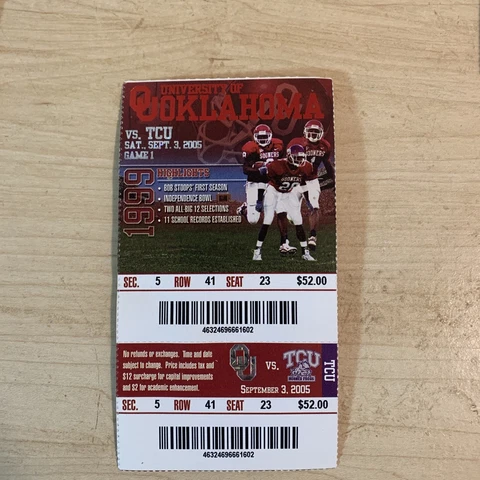 UNIVERSITY OF
OU OKLAHOMA
VS. TCU
SAT., SEPT. 3, 2005
GAME 1
1999
HIGHLIGHTS
• BOB STOOPS' FIRST SEASON
• INDEPENDENCE BOWL
• TWO ALL BIG 12 SELECTIONS
• 11 SCHOOL RECORDS ESTABLISHED
SOONERS
SEC. 5 ROW 41 SEAT 23 $52.00
46324696661602
No refunds or exchanges. Time and date
subject to change. Price includes tax and
$12 surcharge for capital improvements
and $2 for academic enhancement.
OU VS. TCU
SEPTEMBER 3, 2005
TCU
SEC. 5 ROW 41 SEAT 23 $52.00
46324696661602